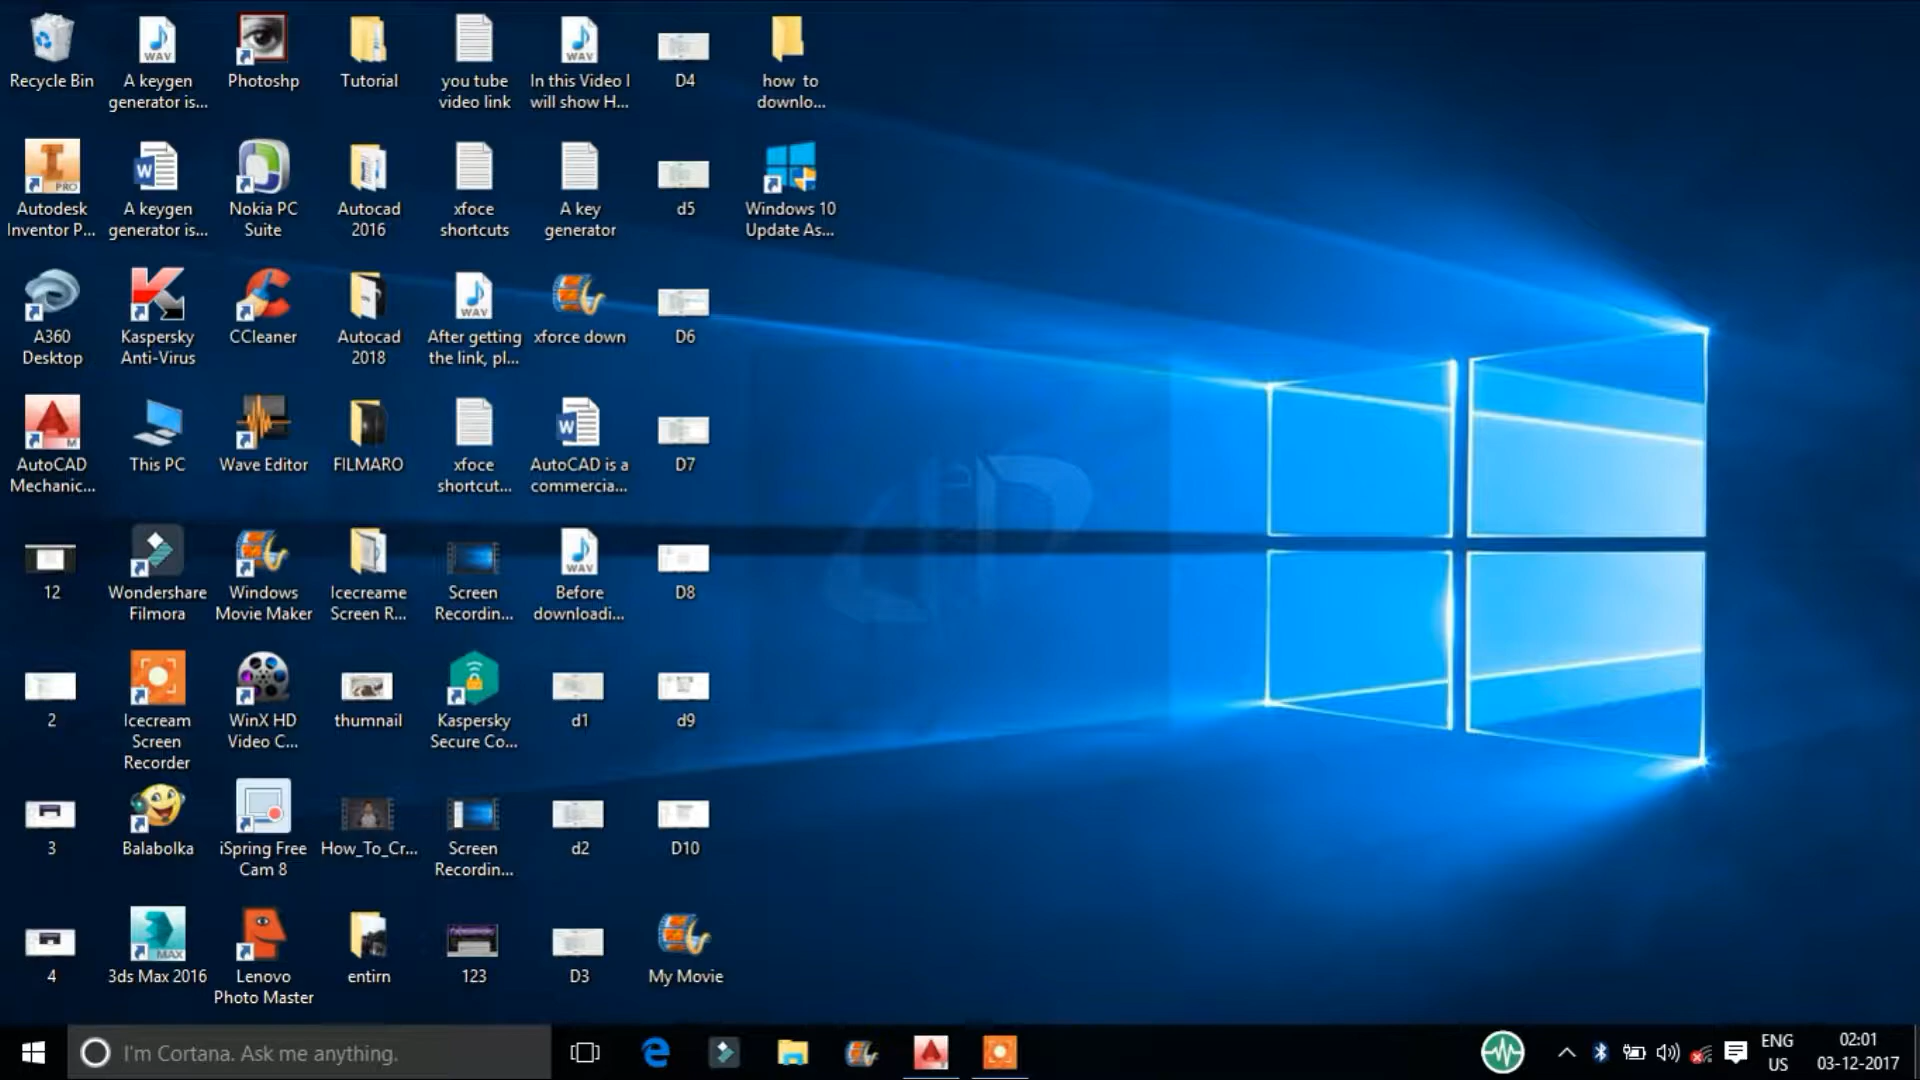 Recycle Bin
A keygen
generator is...
Photoshp
Tutorial
you tube
video link
In this Video I
will show H...
D4
how to
downlo...
Autodesk
Inventor P...
A keygen
generator is...
Nokia PC
Suite
Autocad
2016
xfoce
shortcuts
A key
generator
d5
Windows 10
Update As...
A360
Desktop
Kaspersky
Anti-Virus
CCleaner
Autocad
2018
After getting
the link, pl...
xforce down
D6
AutoCAD
Mechanic...
This PC
Wave Editor
FILMARO
xfoce
shortcut...
AutoCAD is a
commercia...
D7
12
Wondershare
Filmora
Windows
Movie Maker
Icecreame
Screen R...
Screen
Recordin...
Before
downloadi...
D8
2
Icecream
Screen
Recorder
WinX HD
Video C...
thumnail
Kaspersky
Secure Co...
d1
d9
3
Balabolka
iSpring Free
Cam 8
How_To_Cr...
Screen
Recordin...
d2
D10
4
3ds Max 2016
Lenovo
Photo Master
entirn
123
D3
My Movie
WAV
WAV
PRO
WAV
M
WAV
MAX
I'm Cortana. Ask me anything.
ENG
US
02:01
03-12-2017